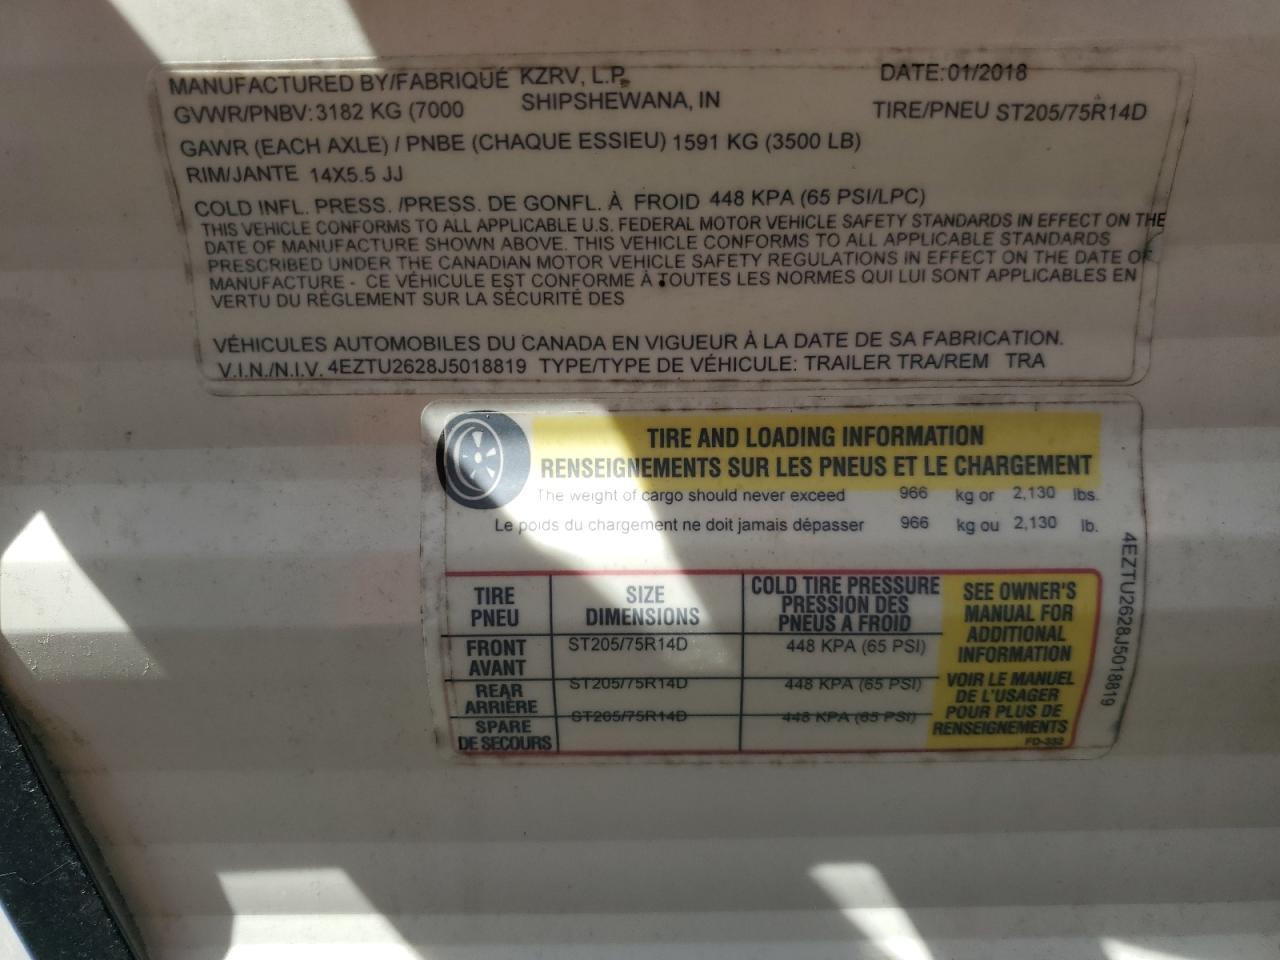 MANUFACTURED BY/FABRIQUÉ KZRV, L.P. DATE:01/2018
GVWR/PNBV: 3182 KG (7000 SHIPSHEWANA, IN TIRE/PNEU ST205/75R14D
GAWR (EACH AXLE) / PNBE (CHAQUE ESSIEU) 1591 KG (3500 LB)
RIM/JANTE 14X5.5 JJ
COLD INFL. PRESS. /PRESS. DE GONFL. À FROID 448 KPA (65 PSI/LPC)
THIS VEHICLE CONFORMS TO ALL APPLICABLE U.S. FEDERAL MOTOR VEHICLE SAFETY STANDARDS IN EFFECT ON THE
DATE OF MANUFACTURE SHOWN ABOVE. THIS VEHICLE CONFORMS TO ALL APPLICABLE STANDARDS
PRESCRIBED UNDER THE CANADIAN MOTOR VEHICLE SAFETY REGULATIONS IN EFFECT ON THE DATE OF
MANUFACTURE - CE VÉHICULE EST CONFORME À TOUTES LES NORMES QUI LUI SONT APPLICABLES EN
VERTU DU RÈGLEMENT SUR LA SÉCURITÉ DES
VÉHICULES AUTOMOBILES DU CANADA EN VIGUEUR À LA DATE DE SA FABRICATION.
V.I.N./N.I.V. 4EZTU2628J5018819 TYPE/TYPE DE VÉHICULE: TRAILER TRA/REM TRA
TIRE AND LOADING INFORMATION
RENSEIGNEMENTS SUR LES PNEUS ET LE CHARGEMENT
The weight of cargo should never exceed 966 kg or 2,130 lbs.
Le poids du chargement ne doit jamais dépasser 966 kg ou 2,130 lb.
TIRE
PNEU
SIZE
DIMENSIONS
COLD TIRE PRESSURE
PRESSION DES
PNEUS A FROID
FRONT
AVANT
ST205/75R14D
448 KPA (65 PSI)
REAR
ARRIÈRE
ST205/75R14D
448 KPA (65 PSI)
SPARE
DE SECOURS
ST205/75R14D
448 KPA (65 PSI)
SEE OWNER'S
MANUAL FOR
ADDITIONAL
INFORMATION
VOIR LE MANUEL
DE L'USAGER
POUR PLUS DE
RENSEIGNEMENTS
FD-332
4EZTU2628J5018819